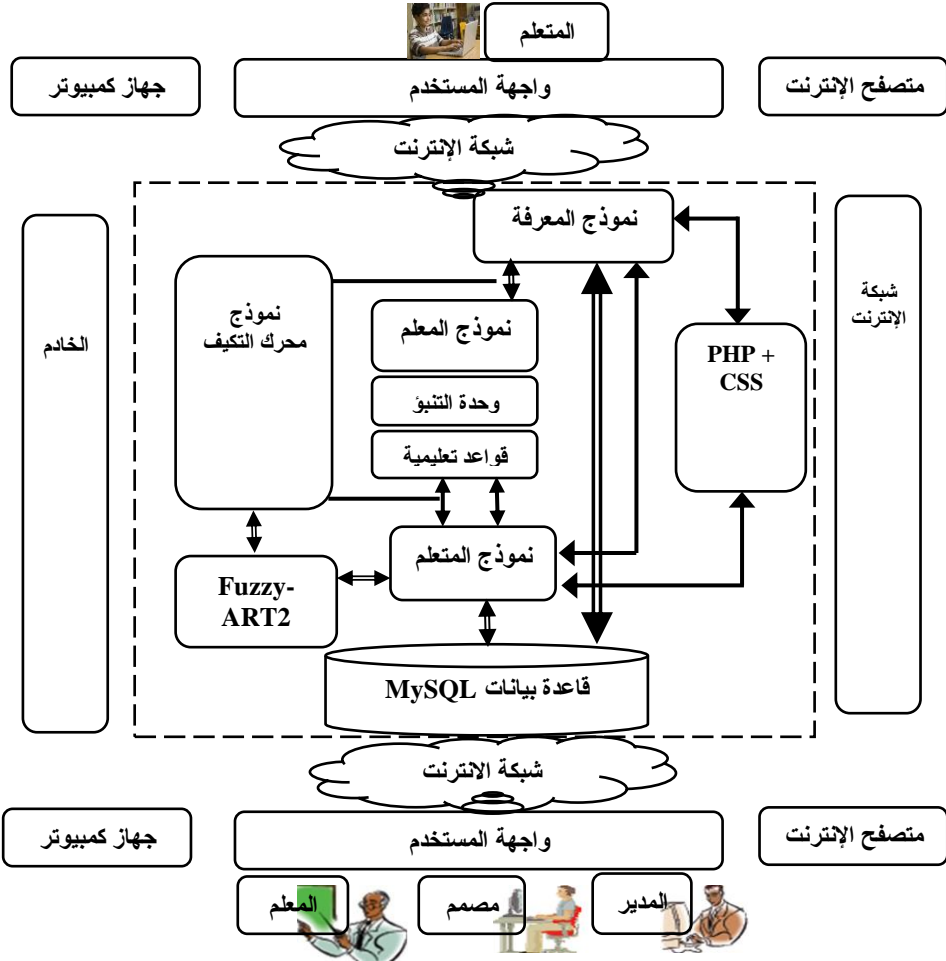 المتعلم
متصفح الإنترنت
واجهة المستخدم
جهاز كمبيوتر
شبكة الإنترنت
نموذج المعرفة
شبكة
الإنترنت
PHP +
CSS
نموذج
محرك التكيف
نموذج المعلم
وحدة التنبؤ
قواعد تعليمية
الخادم
نموذج المتعلم
Fuzzy-
ART2
قاعدة بيانات MySQL
شبكة الانترنت
متصفح الإنترنت
واجهة المستخدم
جهاز كمبيوتر
المدير
مصمم
المعلم